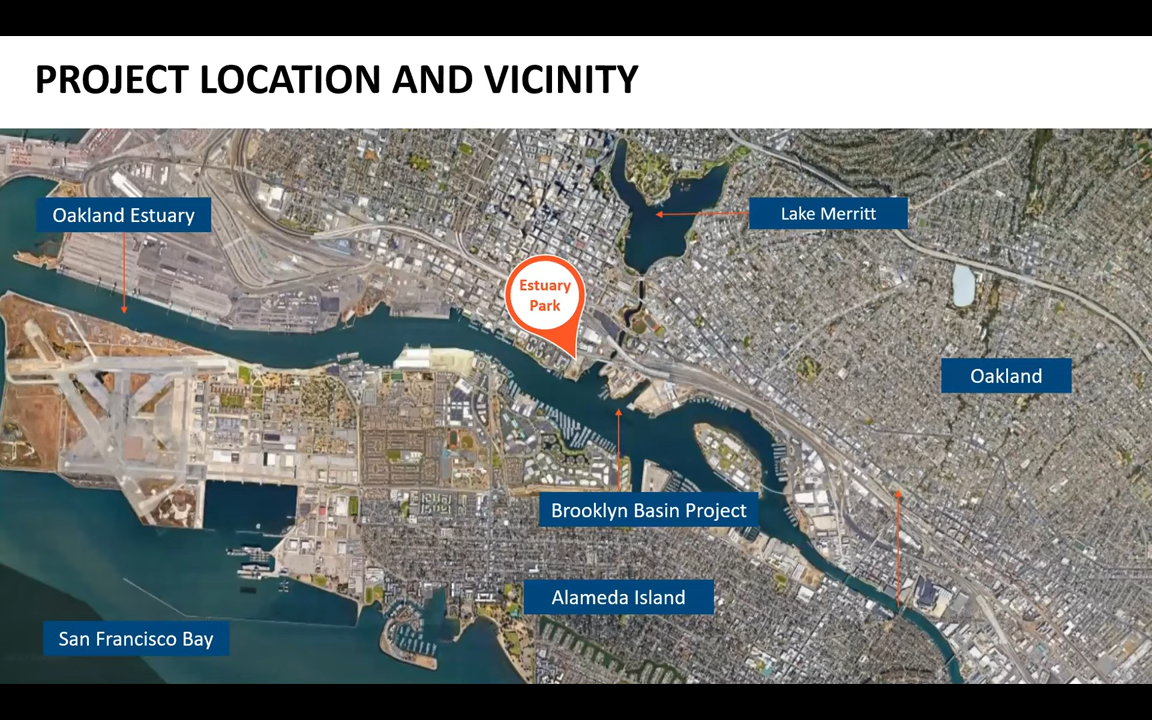 PROJECT LOCATION AND VICINITY
Oakland Estuary
Lake Merritt
Estuary
Park
Oakland
Brooklyn Basin Project
Alameda Island
San Francisco Bay